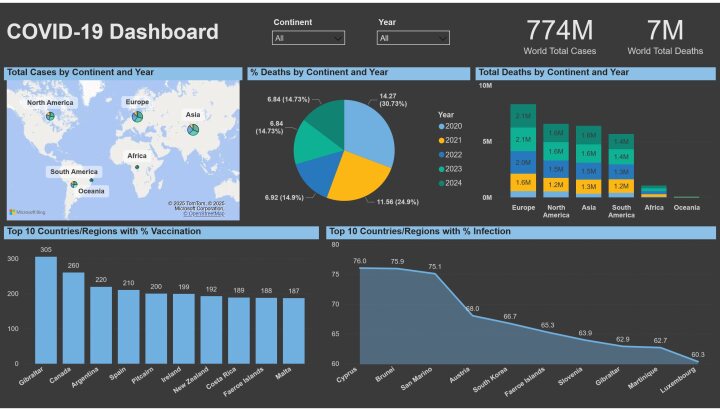 COVID-19 Dashboard
Continent
All
Year
All
774M
World Total Cases
7M
World Total Deaths
Total Cases by Continent and Year
North America
Europe
Asia
Africa
South America
Oceania
Microsoft Bing
© 2025 TomTom, © 2025
Microsoft Corporation,
© OpenStreetMap
% Deaths by Continent and Year
14.27
(30.73%)
11.56 (24.9%)
6.92 (14.9%)
6.84
(14.73%)
6.84 (14.73%)
Year
2020
2021
2022
2023
2024
Total Deaths by Continent and Year
10M
5M
0M
2.1M
2.1M
2.0M
1.6M
1.6M
1.6M
1.5M
1.2M
1.6M
1.6M
1.5M
1.3M
1.4M
1.4M
1.3M
1.2M
Europe
North
America
Asia
South
America
Africa
Oceania
Top 10 Countries/Regions with % Vaccination
300
200
100
0
305
260
220
210
200
199
192
189
188
187
Gibraltar
Canada
Argentina
Spain
Pitcairn
Ireland
New Zealand
Costa Rica
Faeroe Islands
Malta
Top 10 Countries/Regions with % Infection
80
75
70
65
60
76.0
75.9
75.1
68.0
66.7
65.3
63.9
62.9
62.7
60.3
Cyprus
Brunei
San Marino
Austria
South Korea
Faeroe Islands
Slovenia
Gibraltar
Martinique
Luxembourg